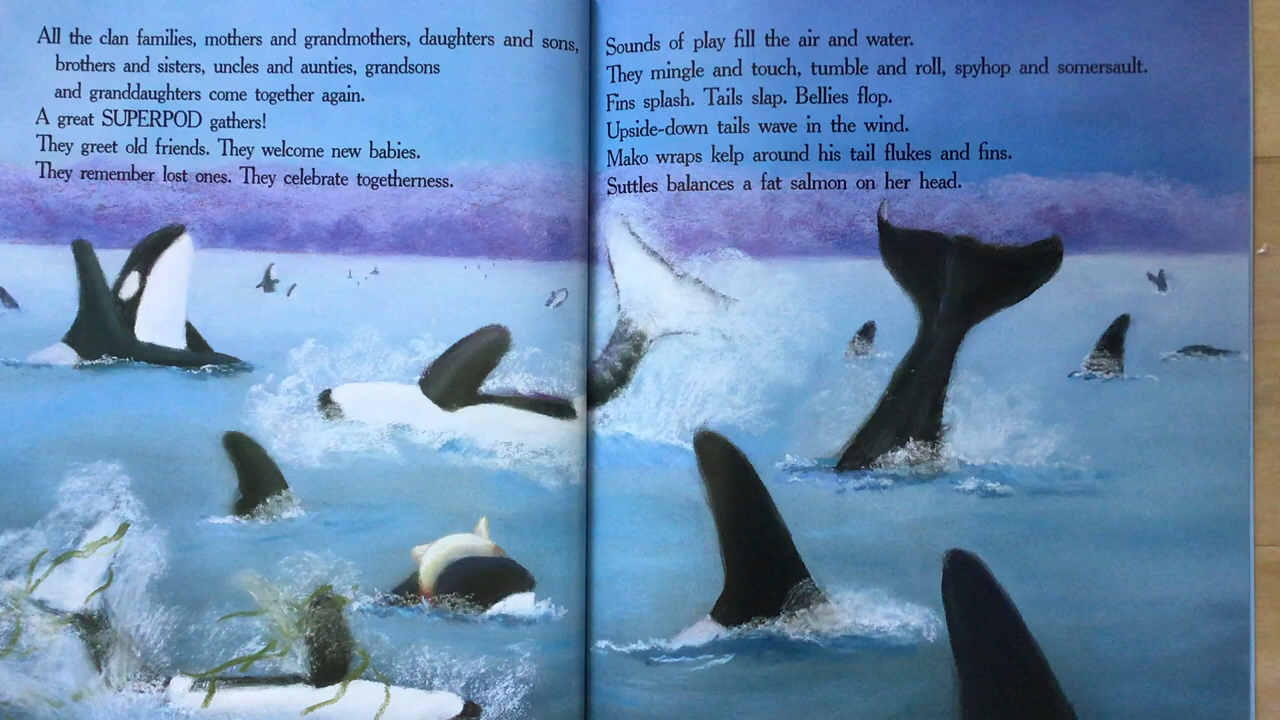 All the clan families, mothers and grandmothers, daughters and sons,
brothers and sisters, uncles and aunties, grandsons
and granddaughters come together again.
A great SUPERPOD gathers!
They greet old friends. They welcome new babies.
They remember lost ones. They celebrate togetherness.
Sounds of play fill the air and water.
They mingle and touch, tumble and roll, spyhop and somersault.
Fins splash. Tails slap. Bellies flop.
Upside-down tails wave in the wind.
Mako wraps kelp around his tail flukes and fins.
Suttles balances a fat salmon on her head.